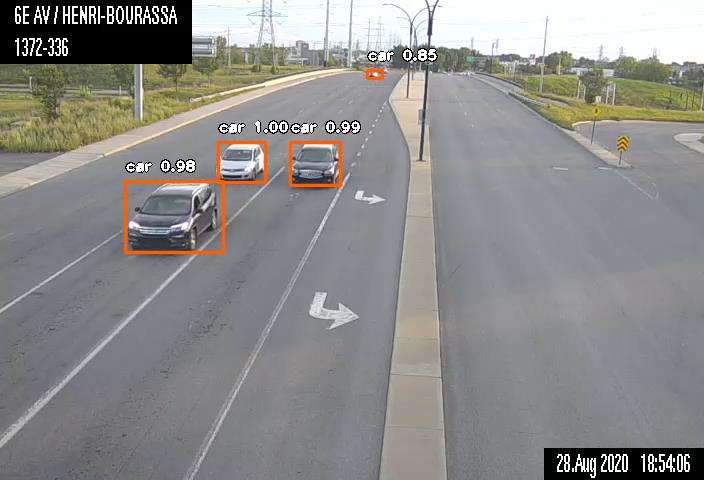 6E AV / HENRI-BOURASSA
1372-336
car 0.85
car 1.00
car 0.99
car 0.98
28.Aug 2020 18:54:06